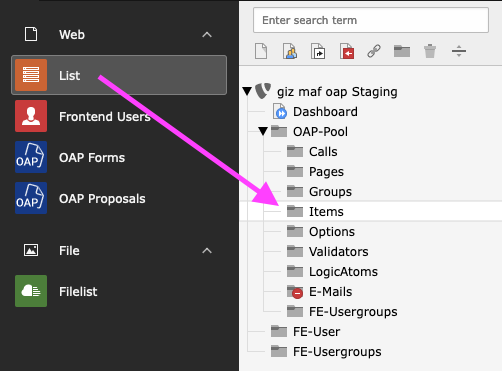 Web
List
Frontend Users
OAP
OAP Forms
OAP
OAP Proposals
File
Filelist
Enter search term
giz maf oap Staging
Dashboard
OAP-Pool
Calls
Pages
Groups
Items
Options
Validators
LogicAtoms
E-Mails
FE-Usergroups
FE-User
FE-Usergroups